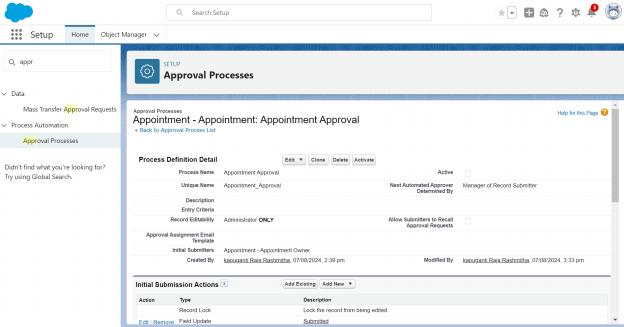 Search Setup
3
Setup
Home
Object Manager
appr
Data
Mass Transfer Approval Requests
Process Automation
Approval Processes
Didn't find what you're looking for?
Try using Global Search.
SETUP
Approval Processes
Approval Processes
Appointment - Appointment: Appointment Approval
« Back to Approval Process List
Help for this Page ?
Process Definition Detail
Edit ▼ Clone Delete Activate
Process Name Appointment Approval Active
Unique Name Appointment_Approval Next Automated Approver Determined By Manager of Record Submitter
Description
Entry Criteria
Record Editability Administrator ONLY Allow Submitters to Recall Approval Requests
Approval Assignment Email Template
Initial Submitters Appointment - Appointment Owner
Created By kapuganti Raja Rashmitha, 07/08/2024, 2:39 pm Modified By kapuganti Raja Rashmitha, 07/08/2024, 3:33 pm
Initial Submission Actions i
Add Existing Add New ▼
Action Type Description
Record Lock Lock the record from being edited
Edit | Remove Field Update Submitted